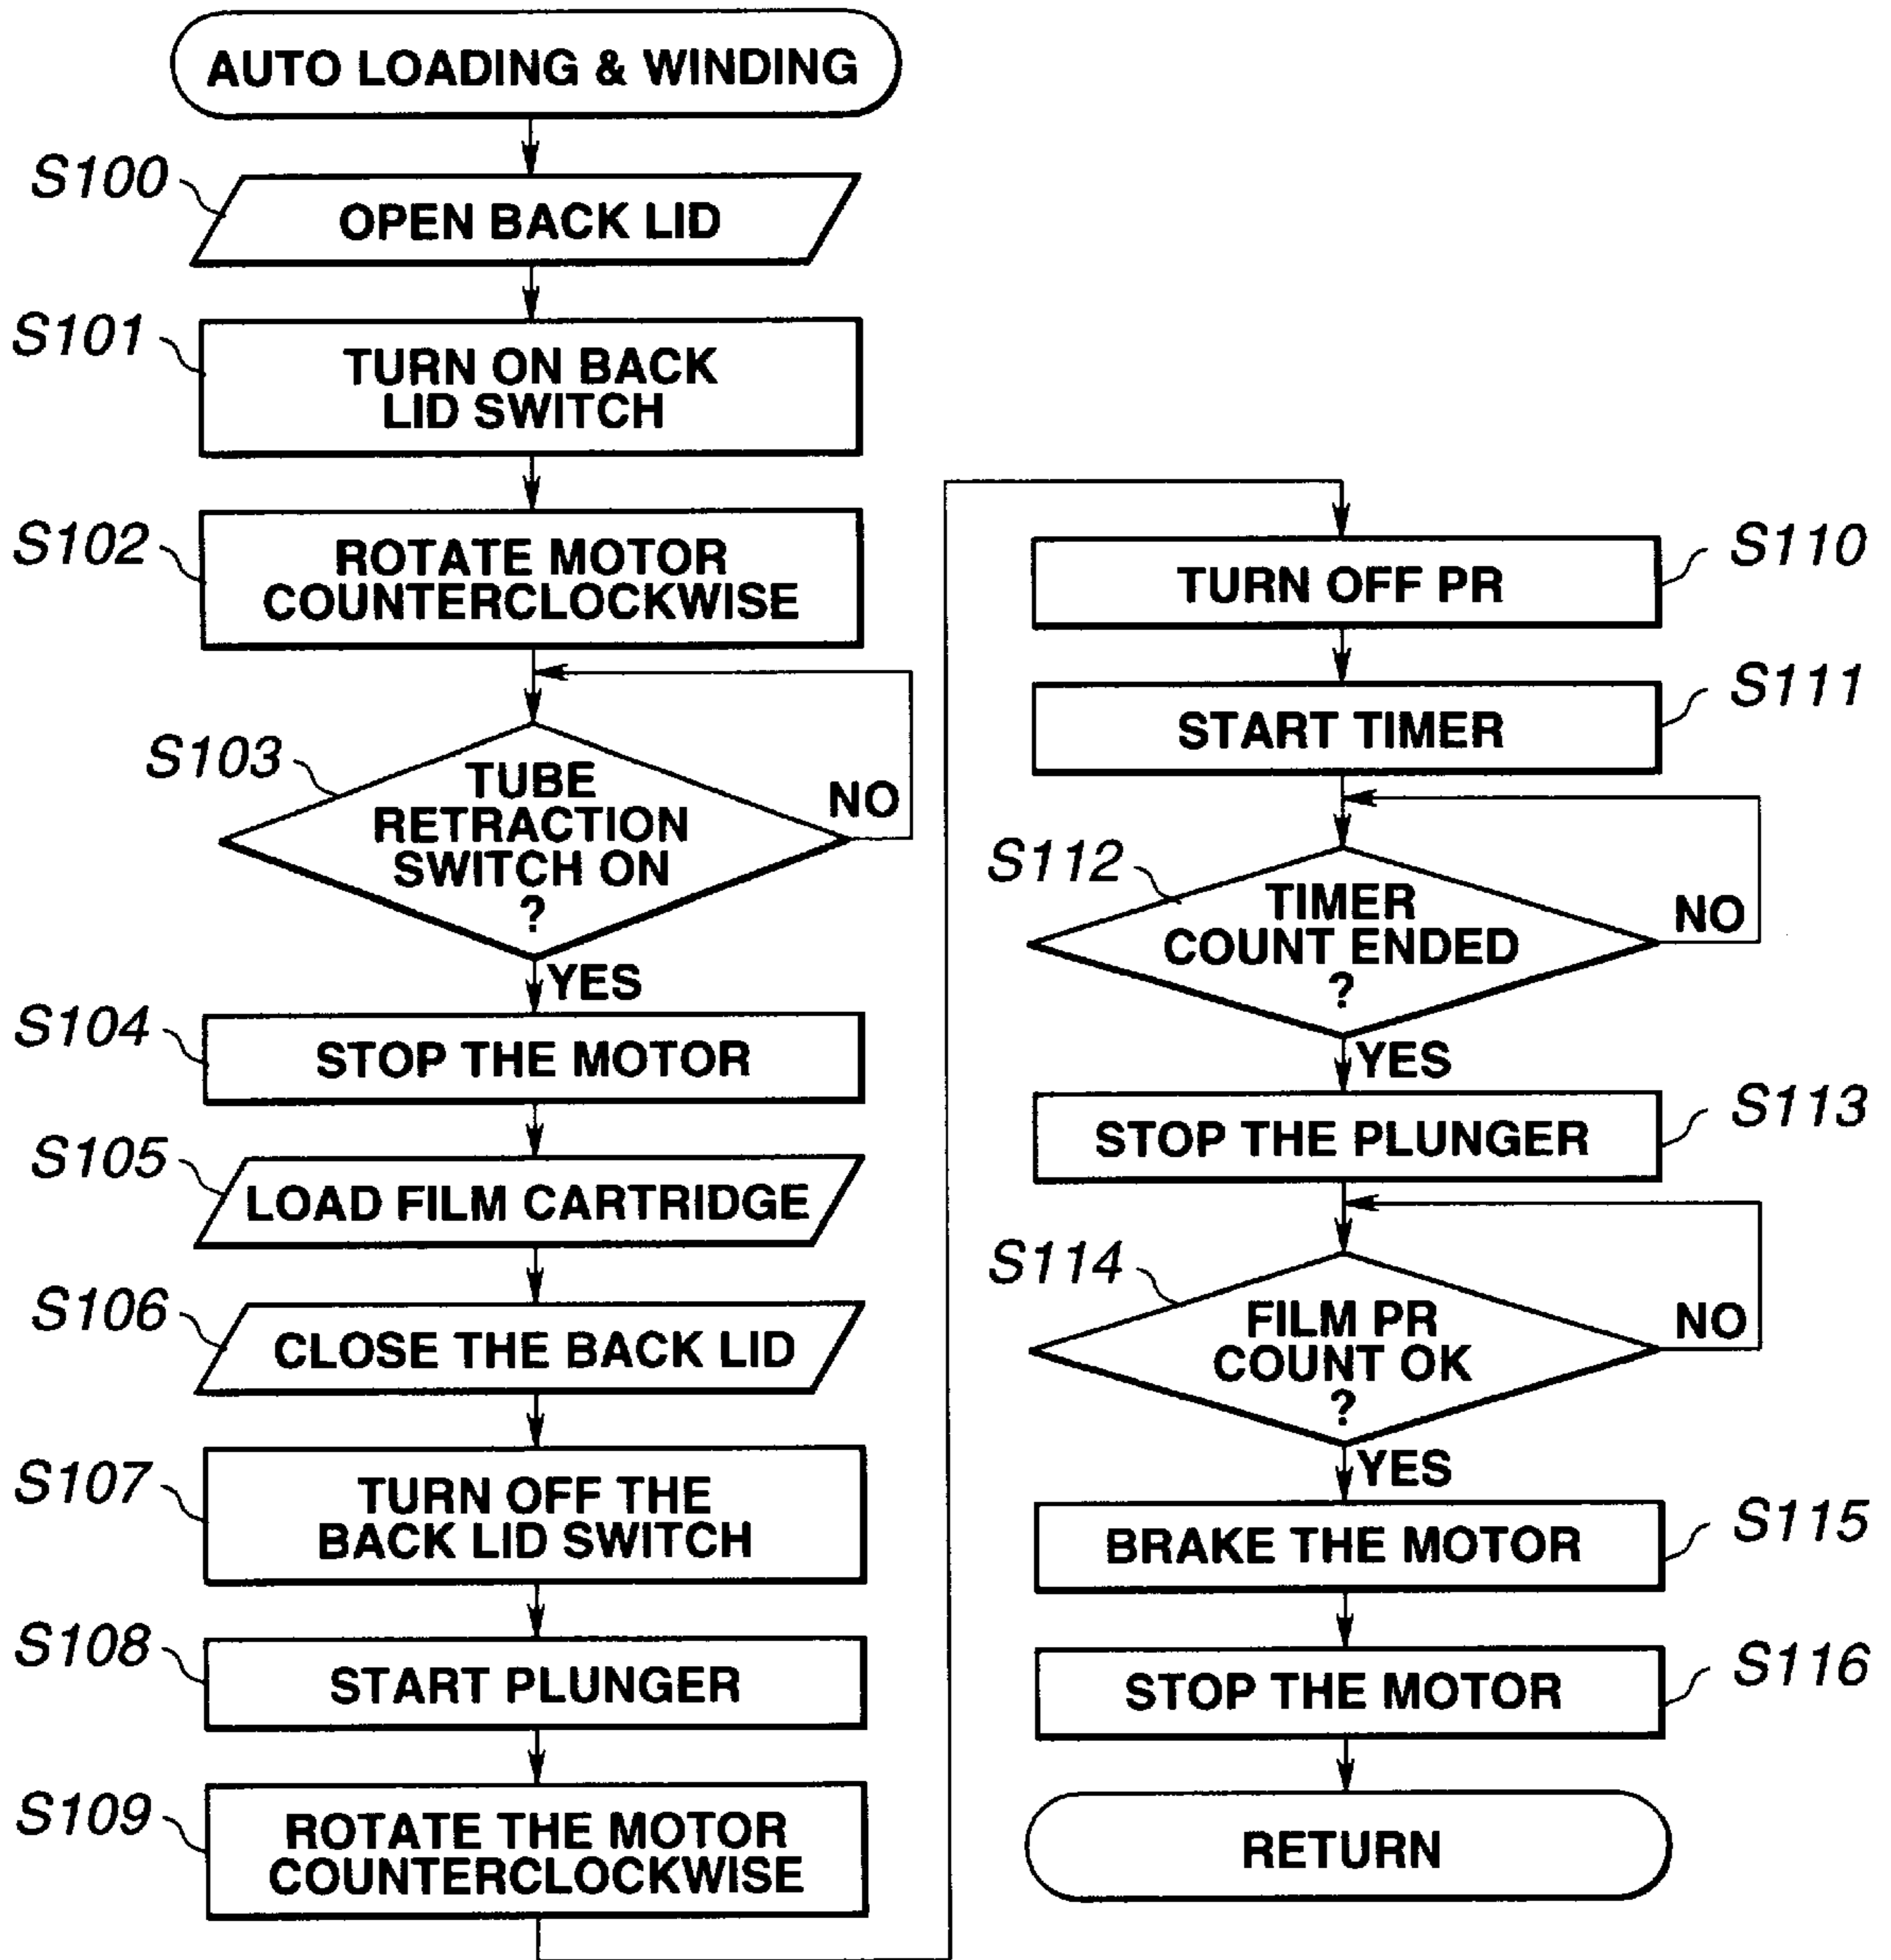 AUTO LOADING & WINDING
S100
OPEN BACK LID
S101
TURN ON BACK
LID SWITCH
S102
ROTATE MOTOR
COUNTERCLOCKWISE
S103
TUBE
RETRACTION
SWITCH ON
?
NO
YES
S104
STOP THE MOTOR
S105
LOAD FILM CARTRIDGE
S106
CLOSE THE BACK LID
S107
TURN OFF THE
BACK LID SWITCH
S108
START PLUNGER
S109
ROTATE THE MOTOR
COUNTERCLOCKWISE
S110
TURN OFF PR
S111
START TIMER
S112
TIMER
COUNT ENDED
?
NO
YES
S113
STOP THE PLUNGER
S114
FILM PR
COUNT OK
?
NO
YES
S115
BRAKE THE MOTOR
S116
STOP THE MOTOR
RETURN